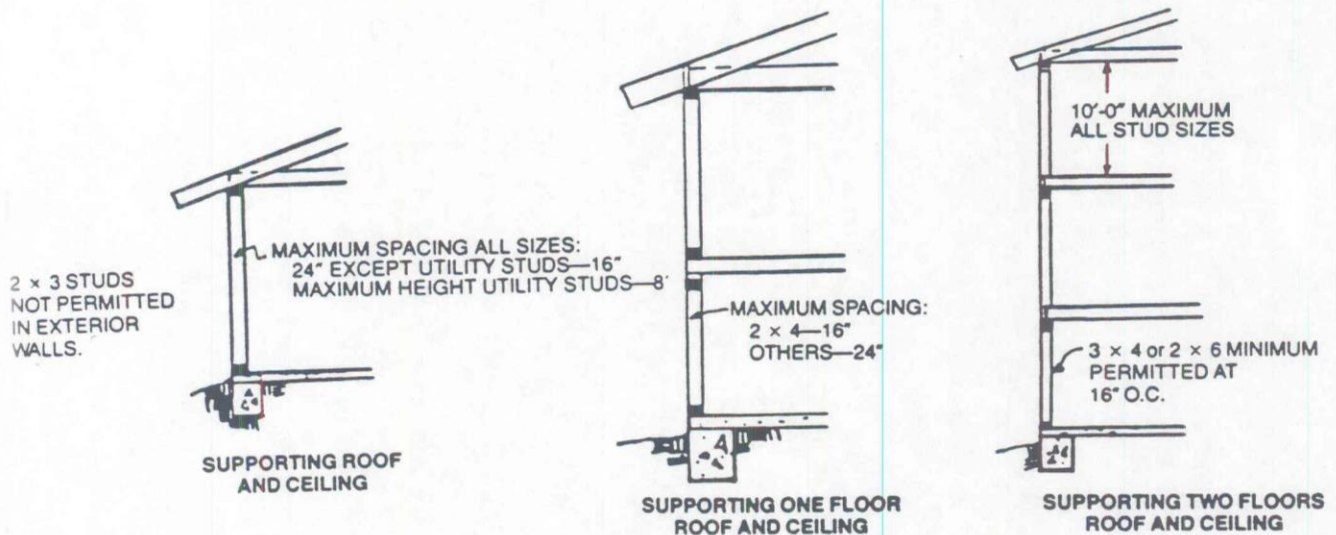 2 × 3 STUDS
NOT PERMITTED
IN EXTERIOR
WALLS.
MAXIMUM SPACING ALL SIZES:
24" EXCEPT UTILITY STUDS—16"
MAXIMUM HEIGHT UTILITY STUDS—8'
SUPPORTING ROOF
AND CEILING
MAXIMUM SPACING:
2 × 4—16"
OTHERS—24"
SUPPORTING ONE FLOOR
ROOF AND CEILING
10'-0" MAXIMUM
ALL STUD SIZES
3 × 4 or 2 × 6 MINIMUM
PERMITTED AT
16" O.C.
SUPPORTING TWO FLOORS
ROOF AND CEILING